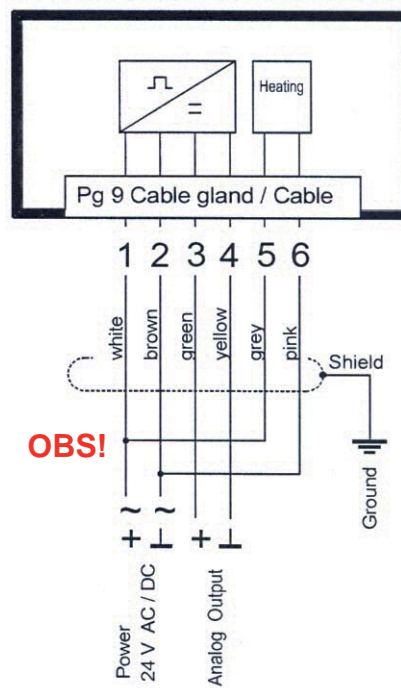 Heating
Pg 9 Cable gland / Cable
1 2 3 4 5 6
white
brown
green
yellow
grey
pink
Shield
OBS!
Ground
~ ~
+ +
Power
24 V AC / DC
Analog Output